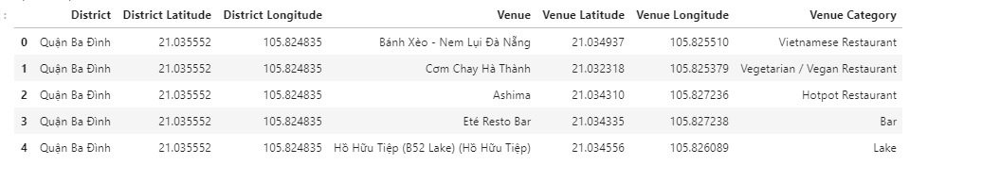 District District Latitude District Longitude Venue Venue Latitude Venue Longitude Venue Category
0 Quận Ba Đình 21.035552 105.824835 Bánh Xèo - Nem Lụi Đà Nẵng 21.034937 105.825510 Vietnamese Restaurant
1 Quận Ba Đình 21.035552 105.824835 Cơm Chay Hà Thành 21.032318 105.825379 Vegetarian / Vegan Restaurant
2 Quận Ba Đình 21.035552 105.824835 Ashima 21.034310 105.827236 Hotpot Restaurant
3 Quận Ba Đình 21.035552 105.824835 Eté Resto Bar 21.034335 105.827238 Bar
4 Quận Ba Đình 21.035552 105.824835 Hồ Hữu Tiệp (B52 Lake) (Hồ Hữu Tiệp) 21.034556 105.826089 Lake